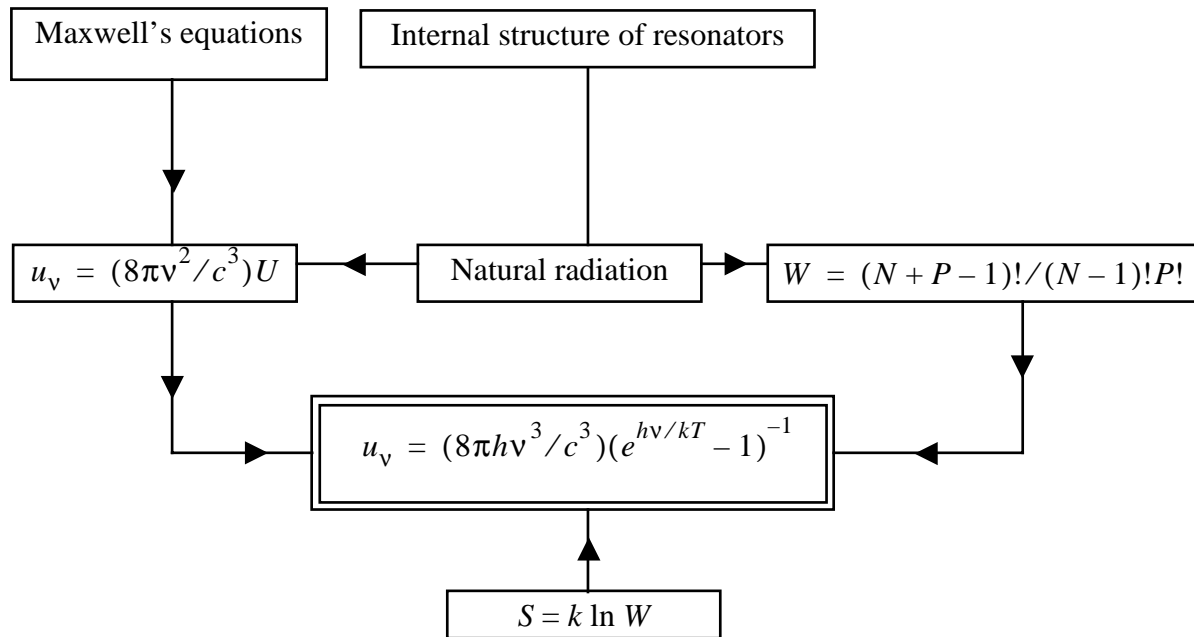 Maxwell’s equations
Internal structure of resonators
u_ν = (8πν²/c³)U
Natural radiation
W = (N + P – 1)!/(N – 1)!P!
u_ν = (8πhν³/c³)(e^{hν/kT} – 1)^{–1}
S = k ln W